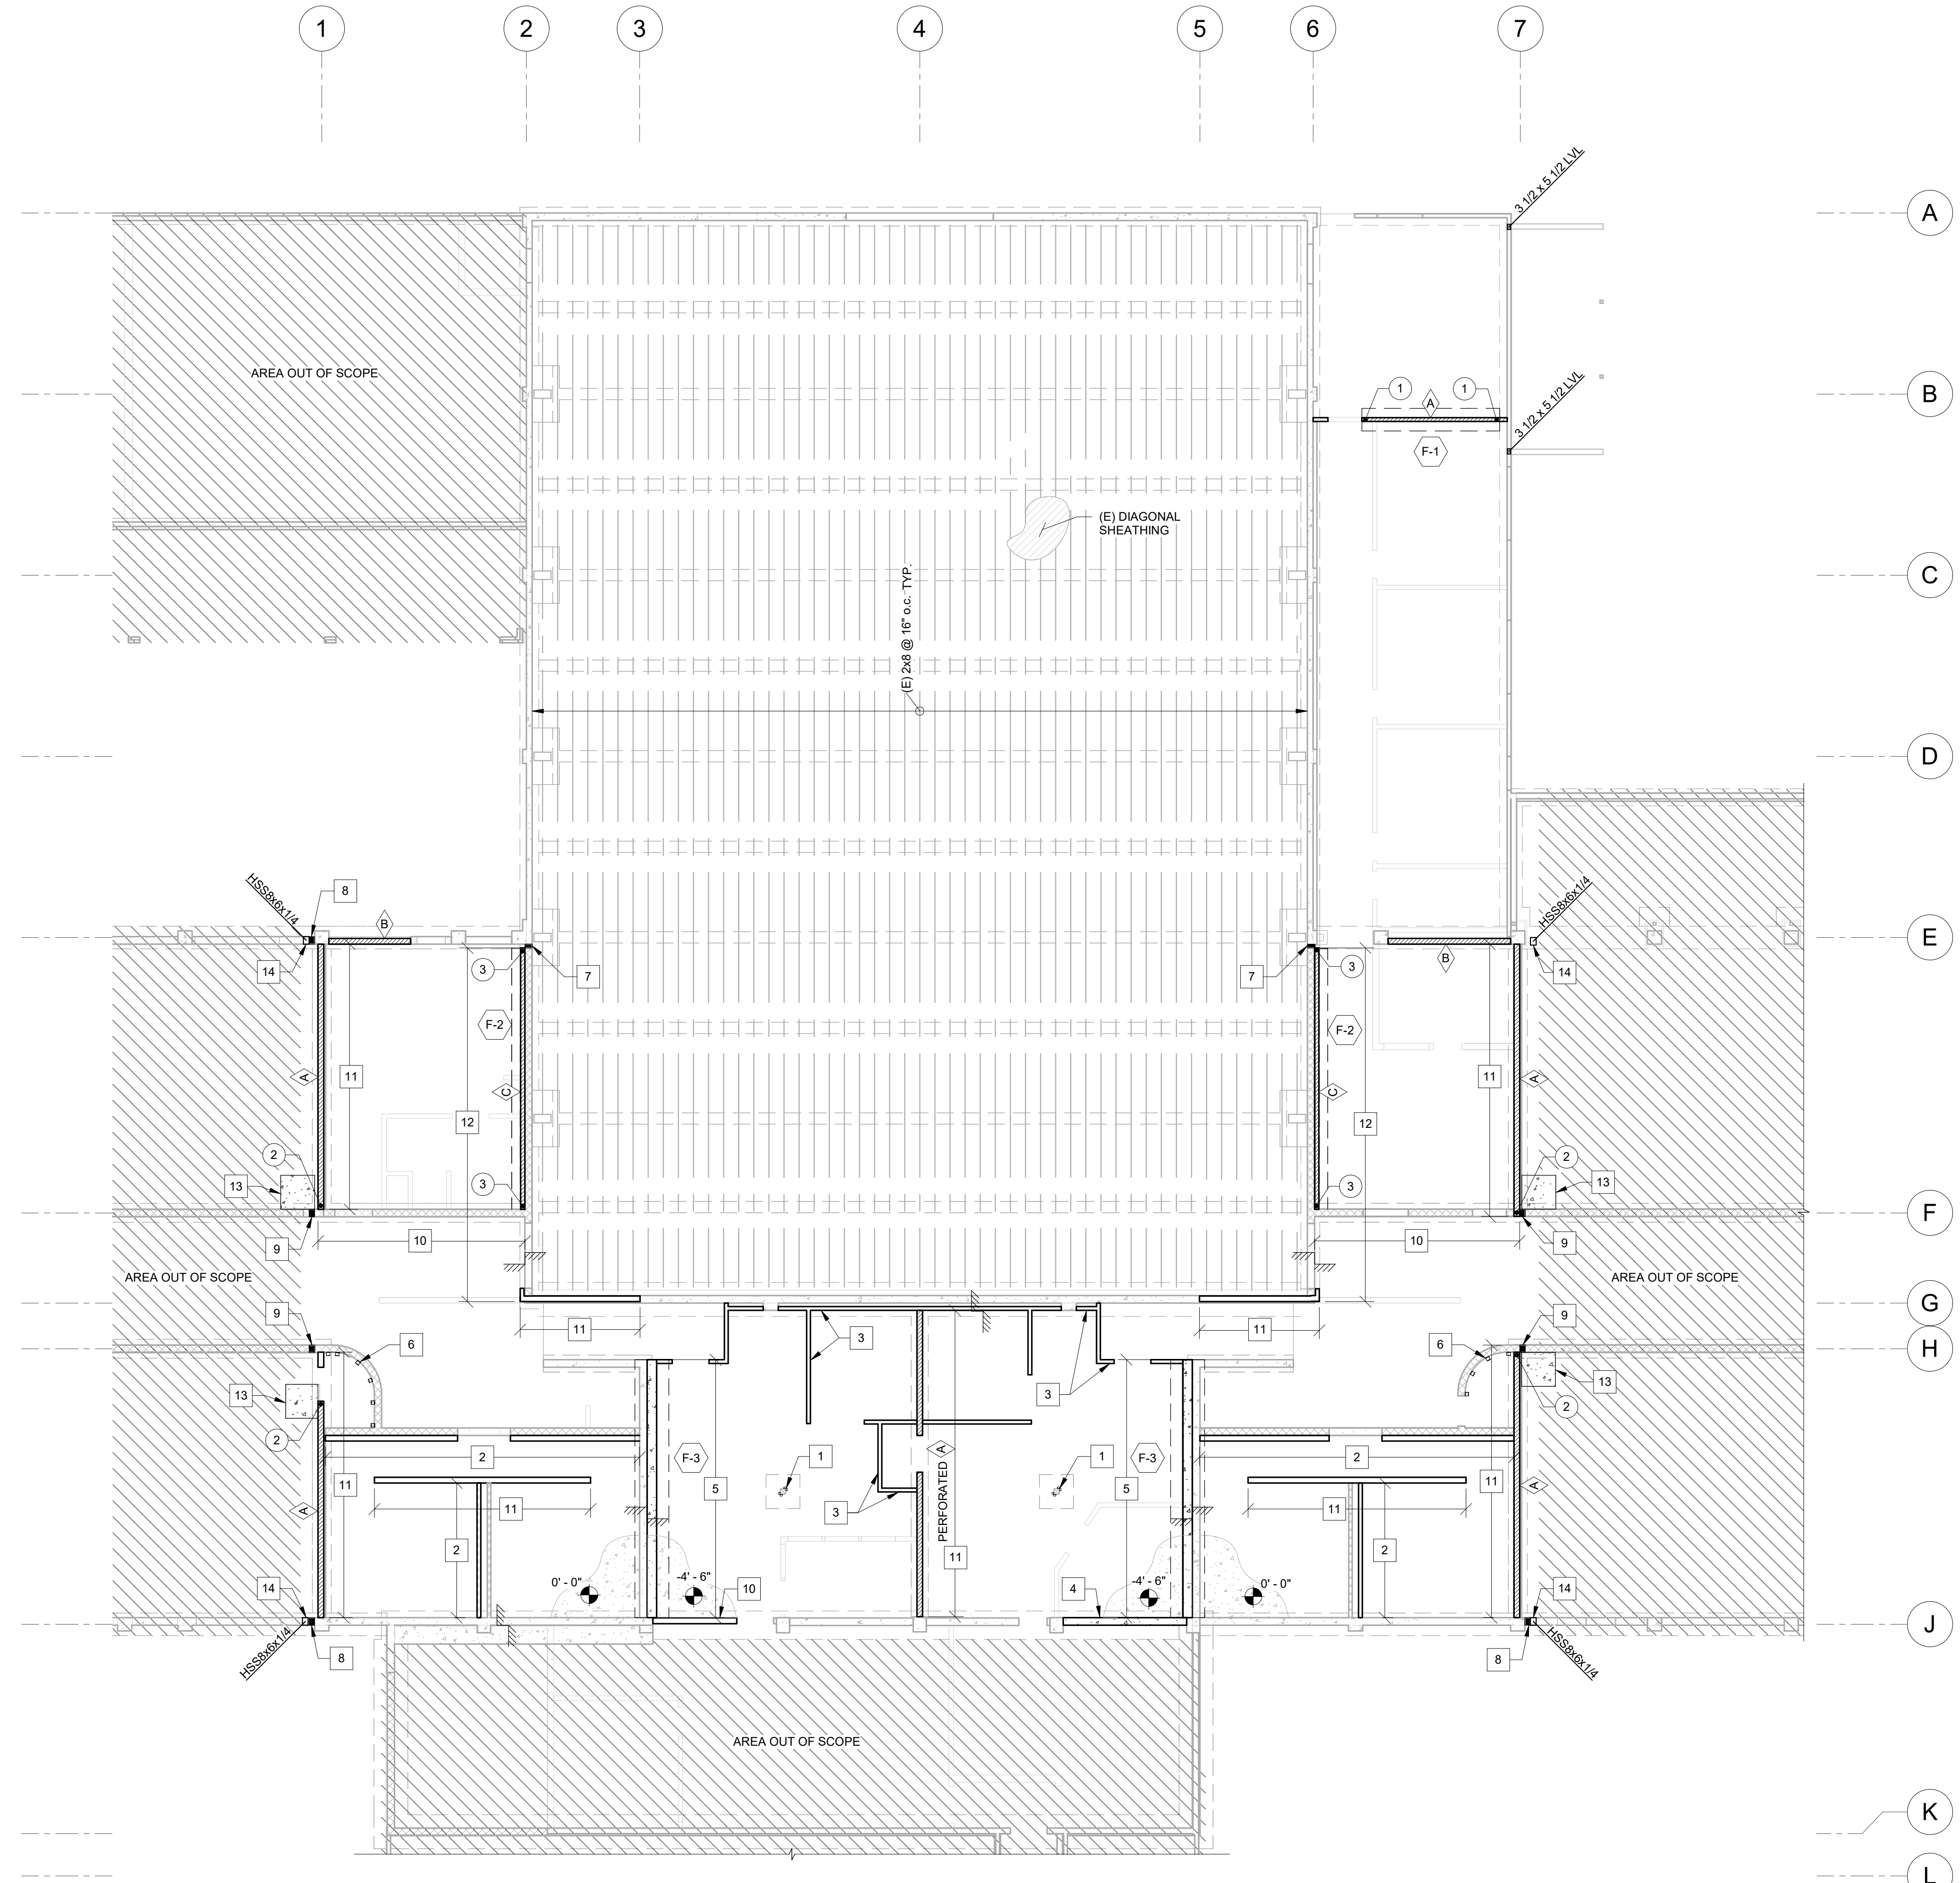 1
2
3
4
5
6
7
3 1/2 x 5 1/2 LVL
A
AREA OUT OF SCOPE
B
1
1
A
3 1/2 x 5 1/2 LVL
F-1
(E) DIAGONAL
SHEATHING
C
(E) 2x8 @ 16" o.c. TYP.
D
HSS8x6x1/4
8
B
HSS8x6x1/4
E
14
3
7
7
3
B
14
F-2
F-2
A
11
C
12
C
12
11
A
2
13
3
3
2
13
F
9
10
10
9
AREA OUT OF SCOPE
AREA OUT OF SCOPE
G
9
11
3
11
9
6
6
H
13
3
13
2
2
2
F-3
1
A
PERFORATED
1
F-3
2
11
11
5
5
11
11
A
3
A
2
11
2
0' - 0"
-4' - 6"
-4' - 6"
0' - 0"
14
10
4
14
J
HSS8x6x1/4
8
8
HSS8x6x1/4
AREA OUT OF SCOPE
K
L